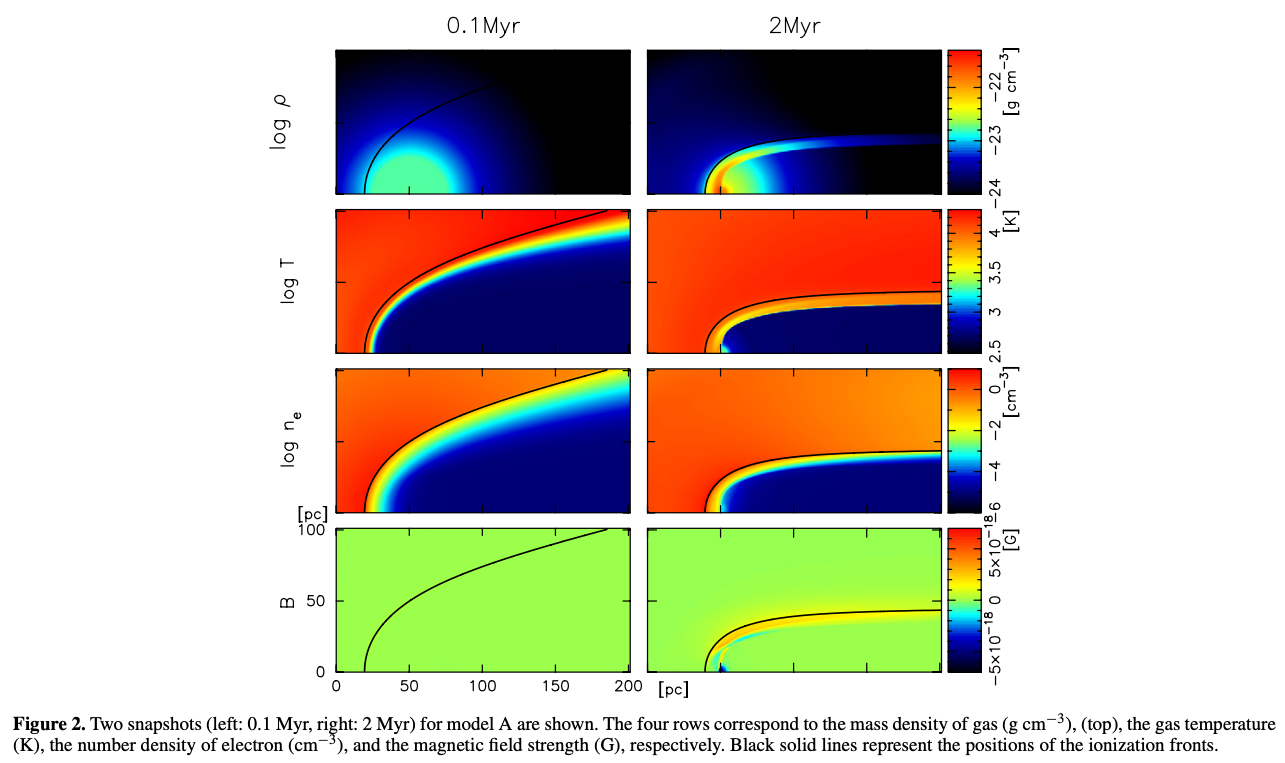 0.1Myr
2Myr
log ρ
−22
−23
−24
[g cm−3]
log T
4
3.5
3
2.5
[K]
log ne
0
−2
−4
−6
[cm−3]
[pc]
B
100
50
0
0 50 100 150 200 [pc]
5×10−18
0
−5×10−18
[G]
Figure 2. Two snapshots (left: 0.1 Myr, right: 2 Myr) for model A are shown. The four rows correspond to the mass density of gas (g cm−3), (top), the gas temperature
(K), the number density of electron (cm−3), and the magnetic field strength (G), respectively. Black solid lines represent the positions of the ionization fronts.